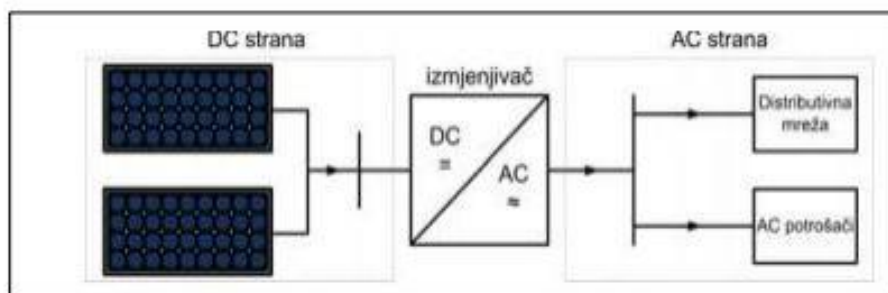 DC strana
AC strana
izmjenjivač
DC
=
AC
≈
Distributivna
mreža
AC potrošači